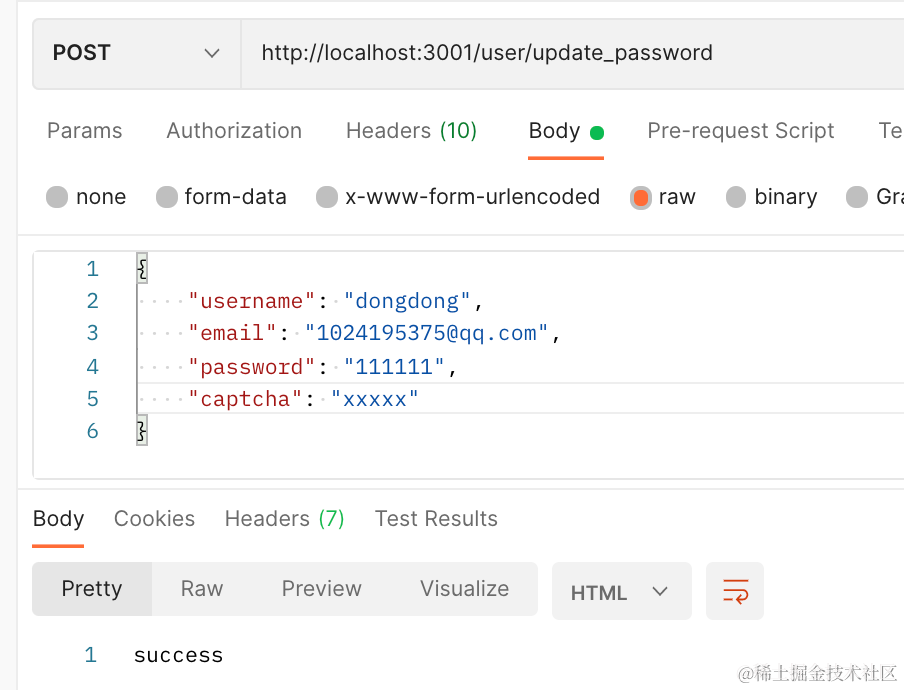 POST http://localhost:3001/user/update_password
Params Authorization Headers (10) Body Pre-request Script Te
none form-data x-www-form-urlencoded raw binary Gra
1 {
2 "username": "dongdong",
3 "email": "1024195375@qq.com",
4 "password": "111111",
5 "captcha": "xxxxx"
6 }
Body Cookies Headers (7) Test Results
Pretty Raw Preview Visualize HTML
1 success
@稀土掘金技术社区